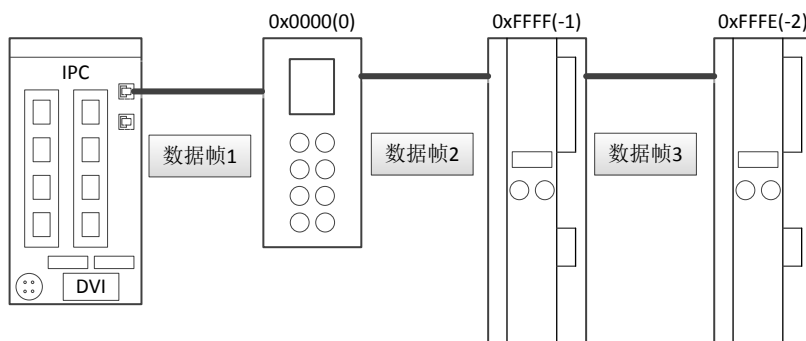 0x0000(0)
0xFFFF(-1)
0xFFFE(-2)
IPC
数据帧1
数据帧2
数据帧3
DVI